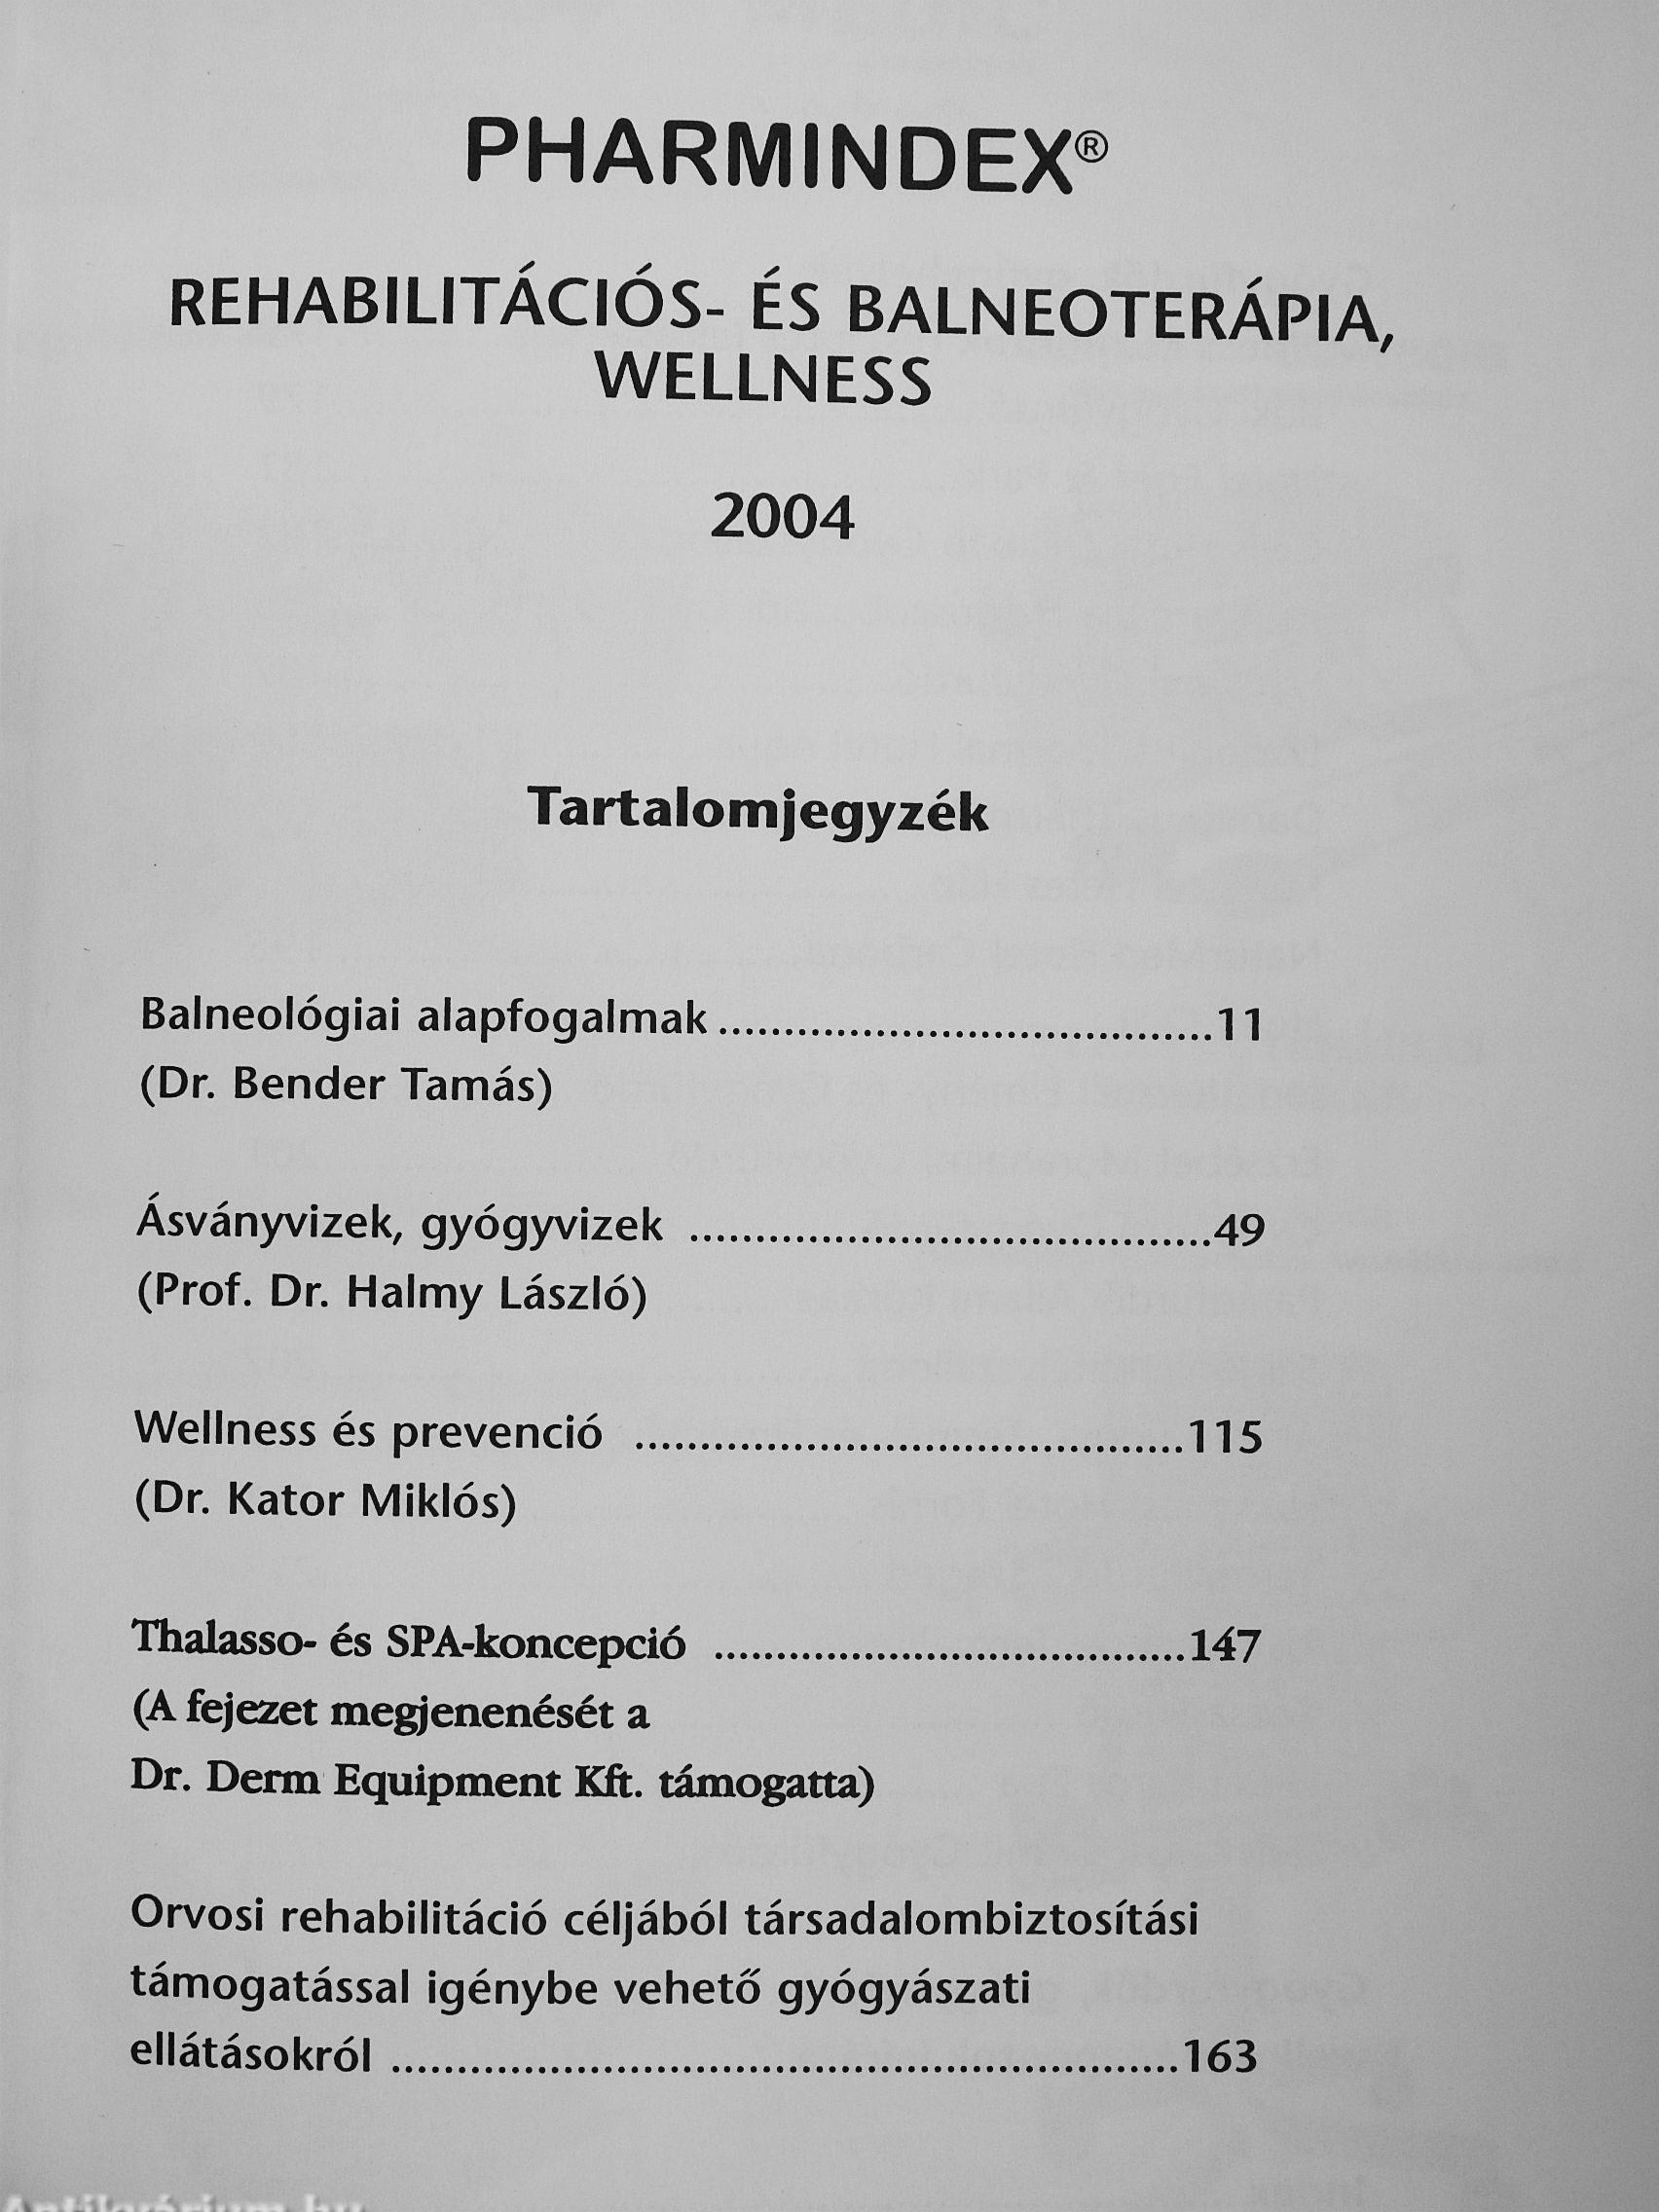 PHARMINDEX®
REHABILITÁCIÓS- ÉS BALNEOTERÁPIA,
WELLNESS
2004
Tartalomjegyzék
Balneológiai alapfogalmak ......................................11
(Dr. Bender Tamás)
Ásványvizek, gyógyvizek ........................................49
(Prof. Dr. Halmy László)
Wellness és prevenció ..........................................115
(Dr. Kator Miklós)
Thalasso- és SPA-koncepció ......................................147
(A fejezet megjenenését a
Dr. Derm Equipment Kft. támogatta)
Orvosi rehabilitáció céljából társadalombiztosítási
támogatással igénybe vehető gyógyászati
ellátásokról ............................................................163
Antikvárium.hu